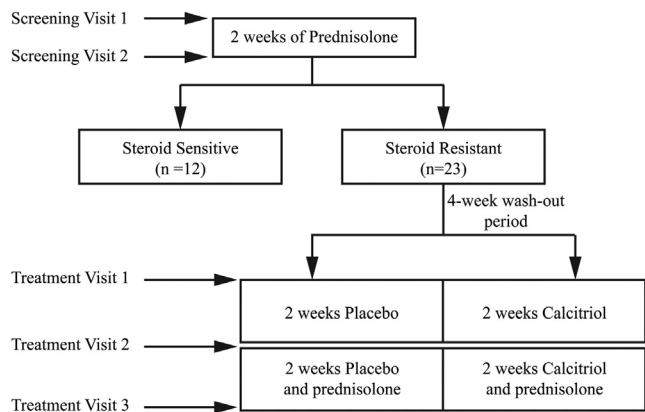 Screening Visit 1
2 weeks of Prednisolone
Screening Visit 2
Steroid Sensitive
(n =12)
Steroid Resistant
(n=23)
4-week wash-out
period
Treatment Visit 1
2 weeks Placebo
2 weeks Calcitriol
Treatment Visit 2
2 weeks Placebo
and prednisolone
2 weeks Calcitriol
and prednisolone
Treatment Visit 3